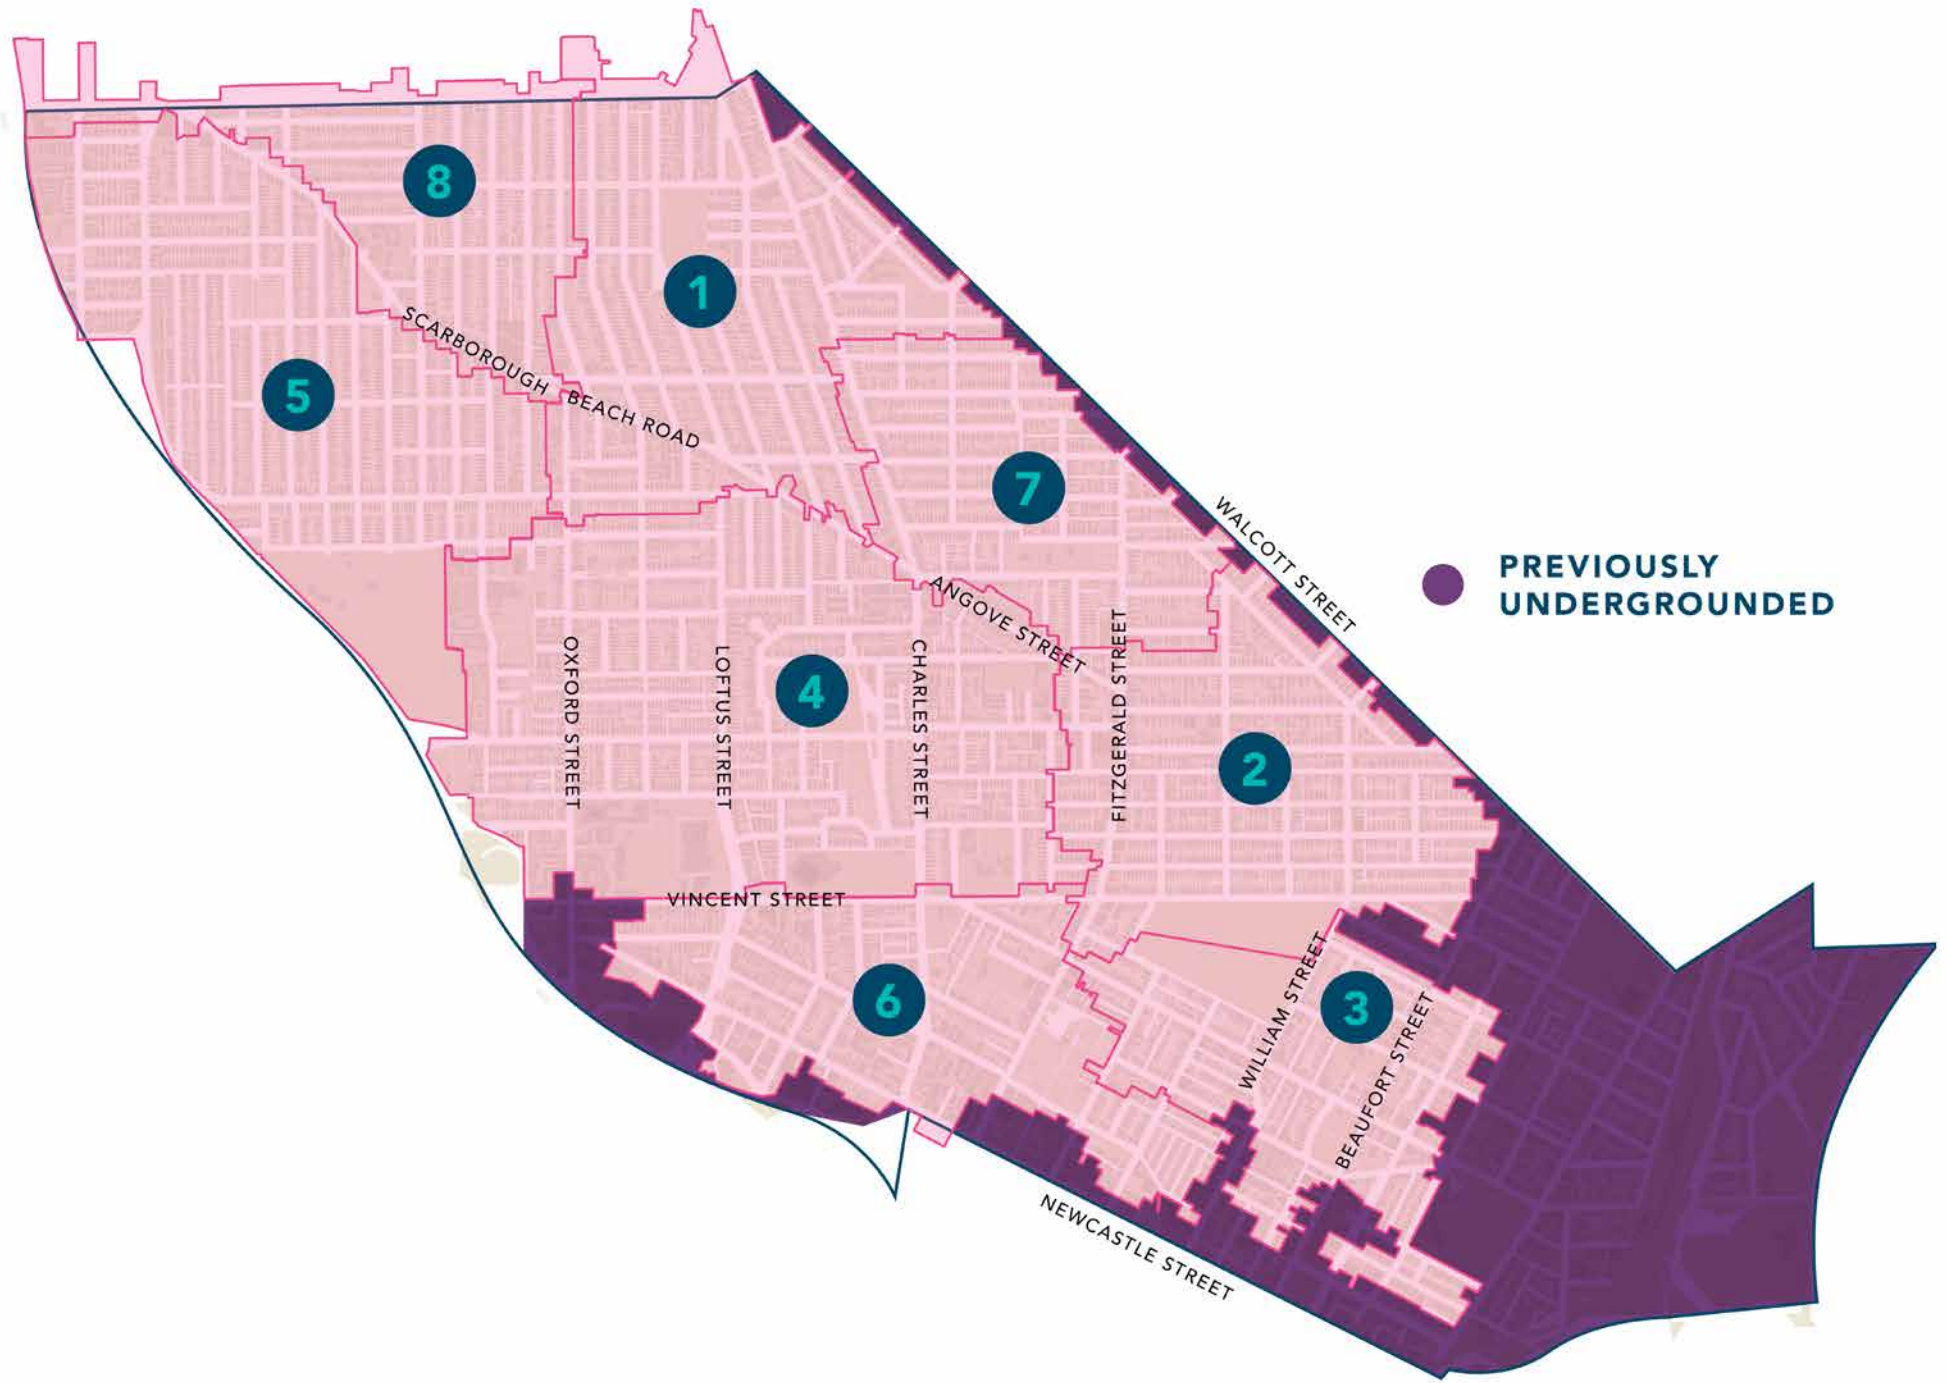 8
1
SCARBOROUGH BEACH ROAD
5
7
WALCOTT STREET
PREVIOUSLY
UNDERGROUNDED
ANGOVE STREET
OXFORD STREET
LOFTUS STREET
4
CHARLES STREET
FITZGERALD STREET
2
VINCENT STREET
6
WILLIAM STREET
3
BEAUFORT STREET
NEWCASTLE STREET